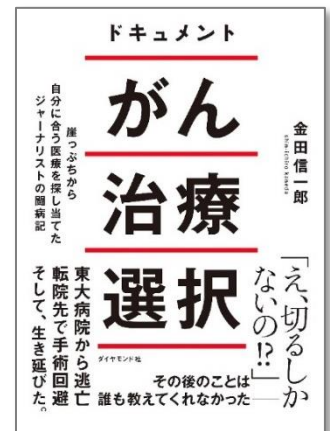 ドキュメント
がん
治療
選択
崖っぷちから
自分に合う医療を探し当てた
ジャーナリストの闘病記
金田信一郎
shin-ichiro kaneda
「え、切るしか
ないの!?」――
その後のことは
誰も教えてくれなかった
東大病院から逃亡
転院先で手術回避
そして、生き延びた。
ダイヤモンド社